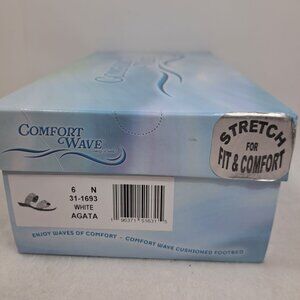 COMFORT
WAVE
STRETCH
FOR
FIT & COMFORT
6 N
31-1693
WHITE
AGATA
ENJOY WAVES OF COMFORT ~ COMFORT WAVE CUSHIONED FOOTBED